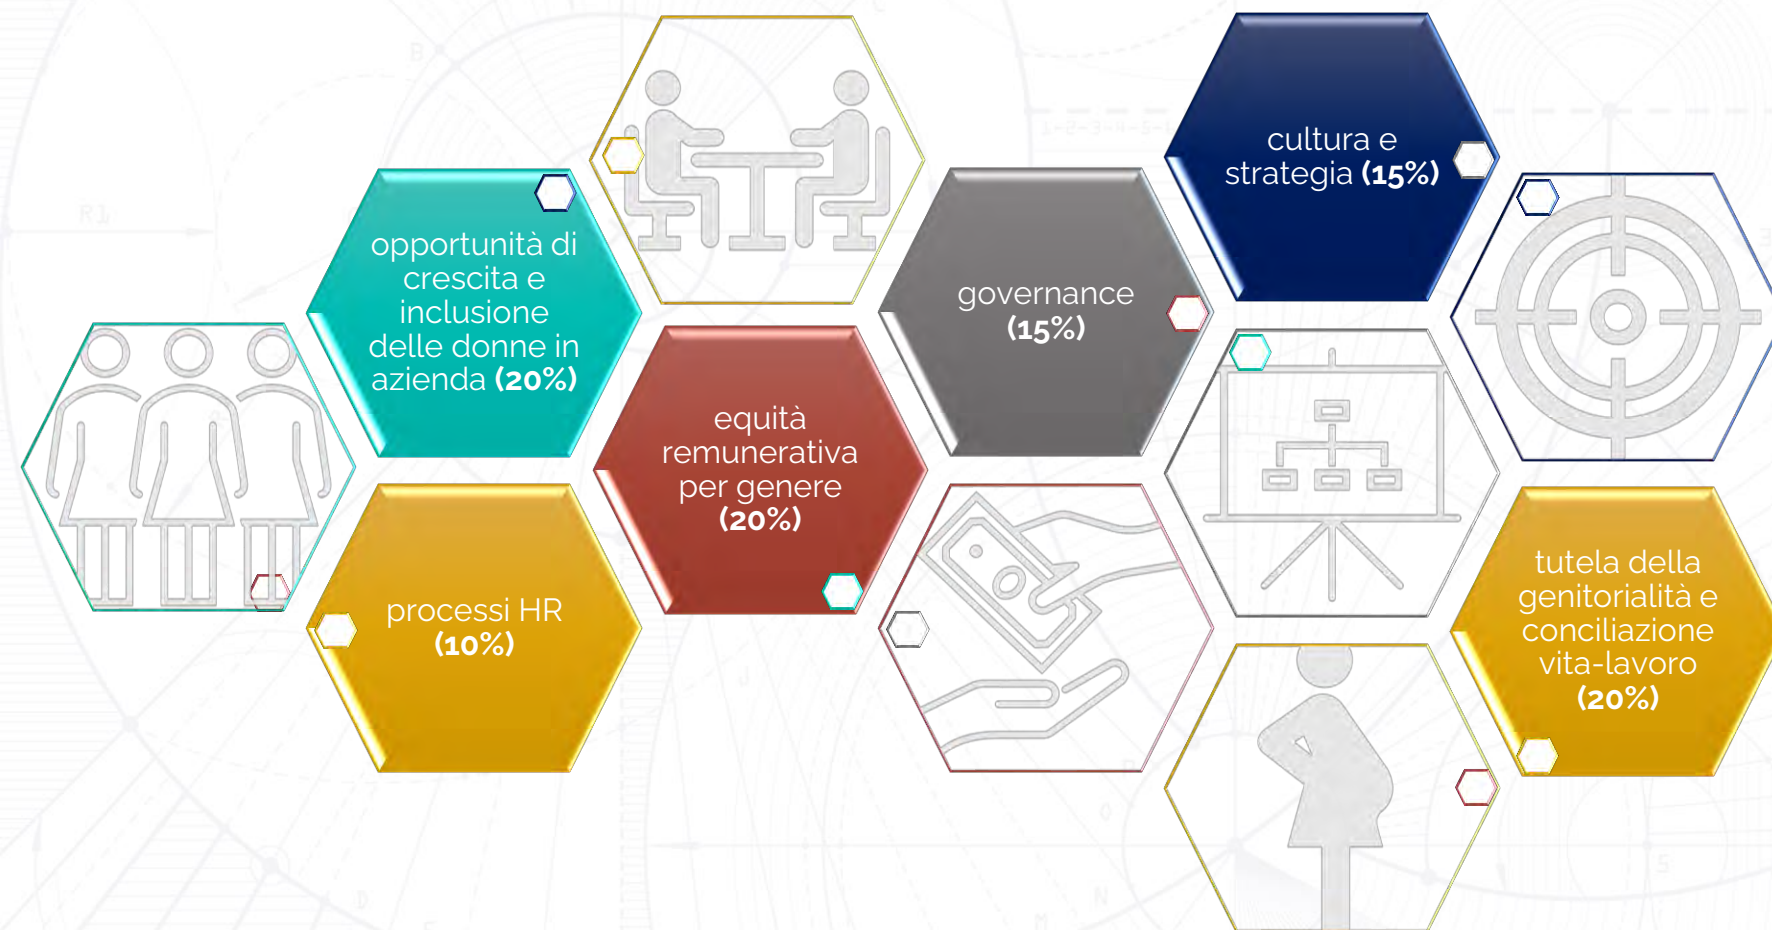 opportunità di
crescita e
inclusione
delle donne in
azienda (20%)
processi HR
(10%)
equità
remunerativa
per genere
(20%)
governance
(15%)
cultura e
strategia (15%)
tutela della
genitorialità e
conciliazione
vita-lavoro
(20%)
B
R1
D
S
M
N
O